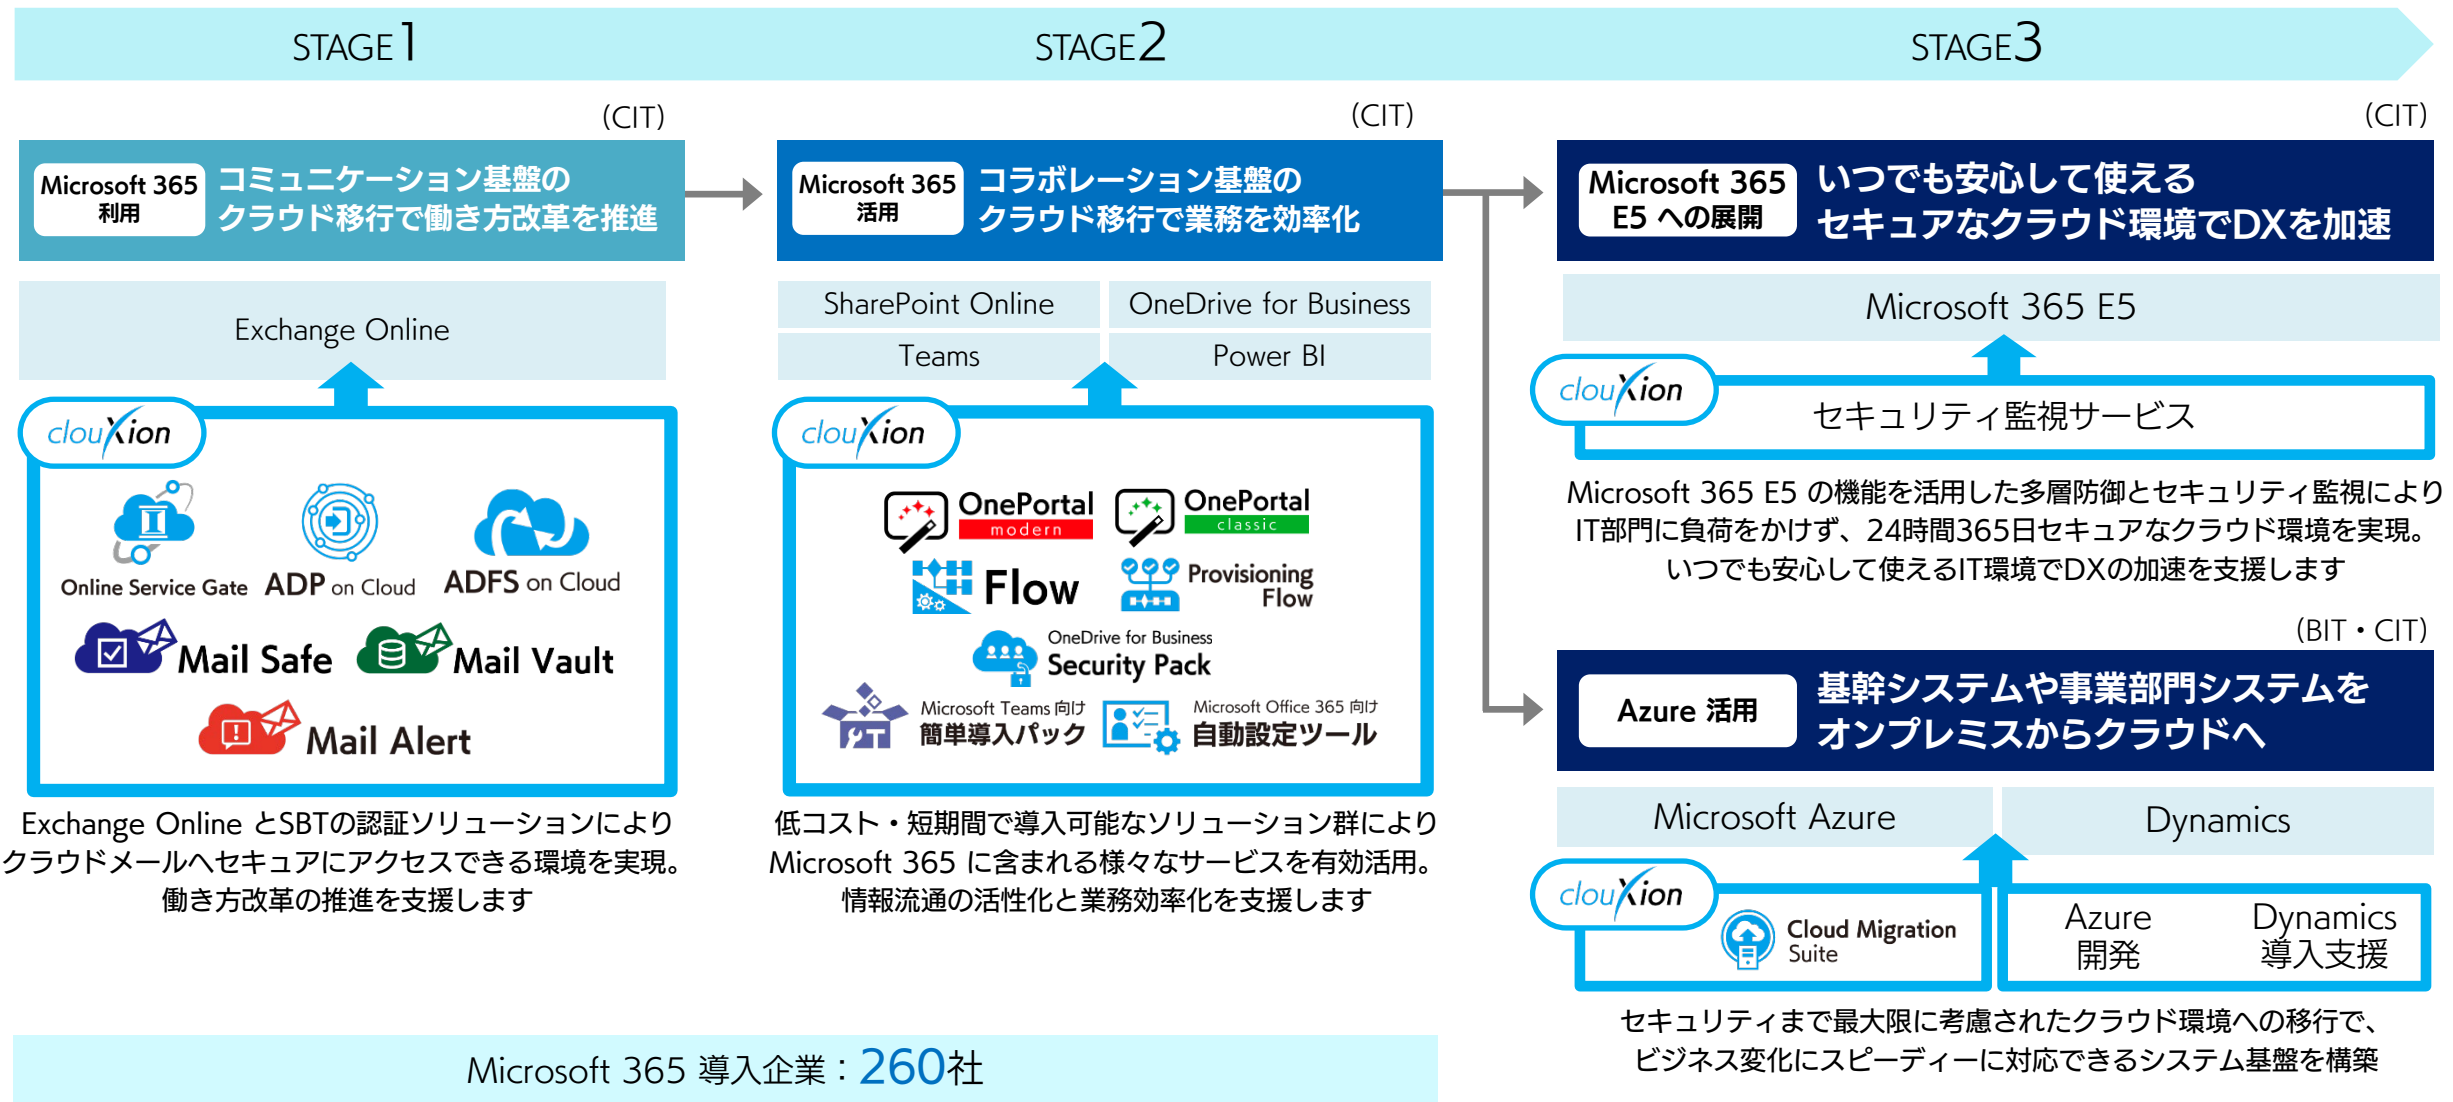 STAGE1
STAGE2
STAGE3
(CIT)
Microsoft 365
利用
コミュニケーション基盤の
クラウド移行で働き方改革を推進
Exchange Online
clouXion
Online Service Gate
ADP on Cloud
ADFS on Cloud
Mail Safe
Mail Vault
Mail Alert
Exchange Online とSBTの認証ソリューションにより
クラウドメールへセキュアにアクセスできる環境を実現。
働き方改革の推進を支援します
(CIT)
Microsoft 365
活用
コラボレーション基盤の
クラウド移行で業務を効率化
SharePoint Online
OneDrive for Business
Teams
Power BI
clouXion
OnePortal
modern
OnePortal
classic
Flow
Provisioning
Flow
OneDrive for Business
Security Pack
Microsoft Teams 向け
簡単導入パック
Microsoft Office 365 向け
自動設定ツール
低コスト・短期間で導入可能なソリューション群により
Microsoft 365 に含まれる様々なサービスを有効活用。
情報流通の活性化と業務効率化を支援します
Microsoft 365 導入企業：260社
(CIT)
Microsoft 365
E5 への展開
いつでも安心して使える
セキュアなクラウド環境でDXを加速
Microsoft 365 E5
clouXion
セキュリティ監視サービス
Microsoft 365 E5 の機能を活用した多層防御とセキュリティ監視により
IT部門に負荷をかけず、24時間365日セキュアなクラウド環境を実現。
いつでも安心して使えるIT環境でDXの加速を支援します
(BIT・CIT)
Azure 活用
基幹システムや事業部門システムを
オンプレミスからクラウドへ
Microsoft Azure
Dynamics
clouXion
Cloud Migration
Suite
Azure
開発
Dynamics
導入支援
セキュリティまで最大限に考慮されたクラウド環境への移行で、
ビジネス変化にスピーディーに対応できるシステム基盤を構築